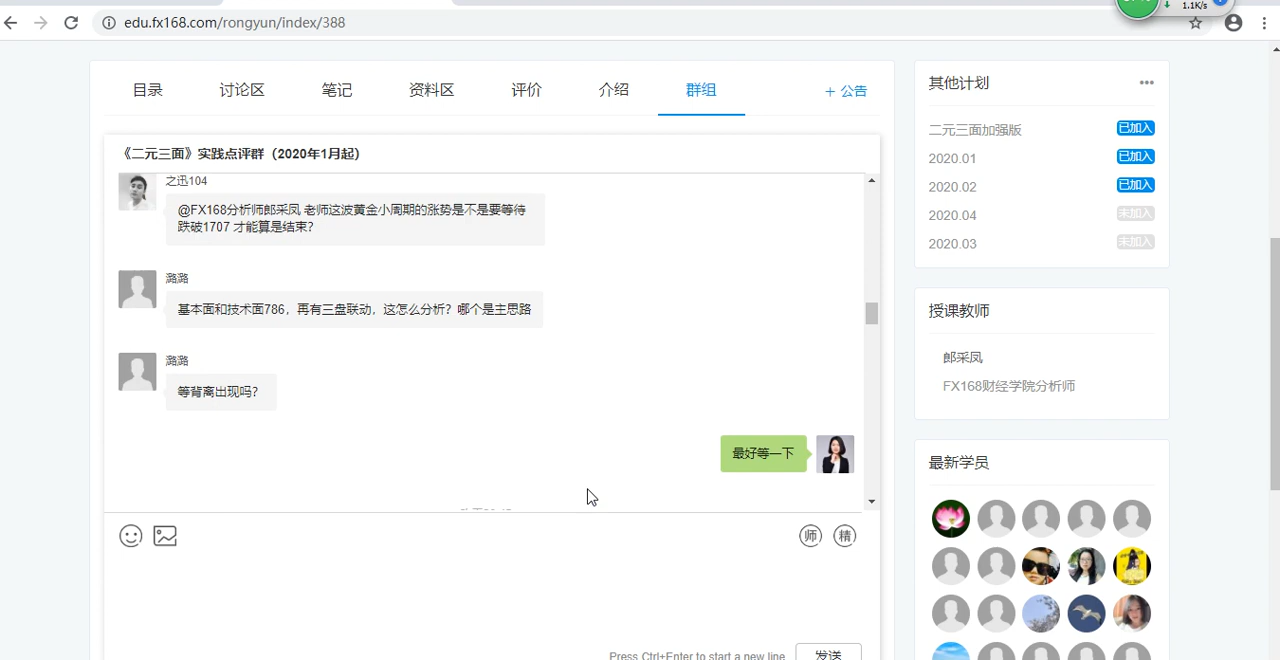 1.1K/s
edu.fx168.com/rongyun/index/388
目录 讨论区 笔记 资料区 评价 介绍 群组 + 公告
《二元三面》实践点评群（2020年1月起）
之迅104
@FX168分析师郎采凤 老师这波黄金小周期的涨势是不是要等待
跌破1707 才能算是结束？
潞潞
基本面和技术面786，再有三盘联动，这怎么分析？哪个是主思路
潞潞
等背离出现吗？
最好等一下
师 精
Press Ctrl+Enter to start a new line
发送
其他计划
二元三面加强版 已加入
2020.01 已加入
2020.02 已加入
2020.04 未加入
2020.03 未加入
授课教师
郎采凤
FX168财经学院分析师
最新学员